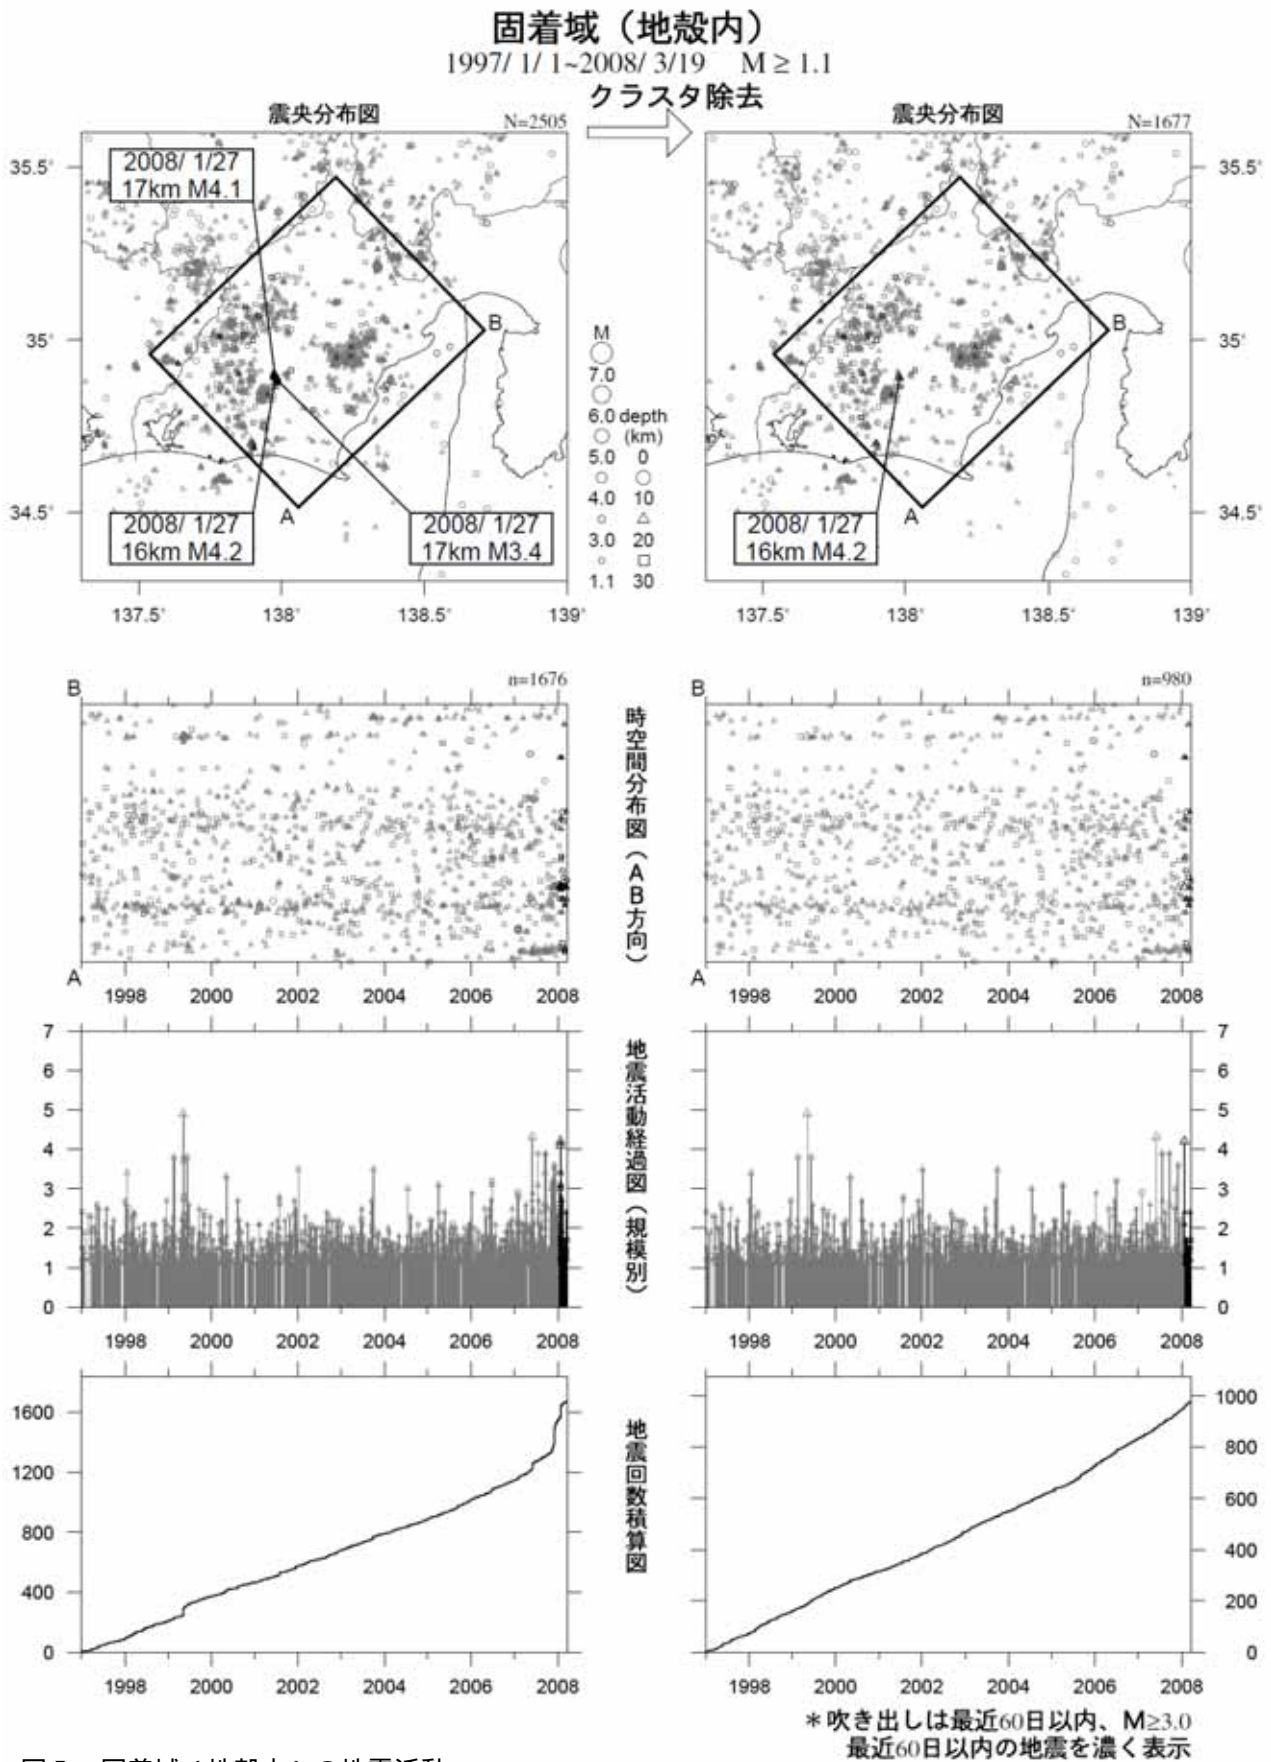 固着域（地殻内）
1997/ 1/ 1~2008/ 3/19 M ≥ 1.1
クラスタ除去
震央分布図
N=2505
震央分布図
N=1677
35.5°
35°
34.5°
2008/ 1/27
17km M4.1
2008/ 1/27
16km M4.2
2008/ 1/27
17km M3.4
A
B
137.5° 138° 138.5° 139°
M
7.0
6.0 depth
(km)
5.0 0
4.0 10
3.0 20
1.1 30
35.5°
35°
34.5°
2008/ 1/27
16km M4.2
A
B
137.5° 138° 138.5° 139°
B
n=1676
A
1998 2000 2002 2004 2006 2008
時空間分布図（AB方向）
B
n=980
A
1998 2000 2002 2004 2006 2008
7
6
5
4
3
2
1
0
1998 2000 2002 2004 2006 2008
地震活動経過図（規模別）
7
6
5
4
3
2
1
0
1998 2000 2002 2004 2006 2008
1600
1200
800
400
0
1998 2000 2002 2004 2006 2008
地震回数積算図
1000
800
600
400
200
0
1998 2000 2002 2004 2006 2008
＊吹き出しは最近60日以内、M≥3.0
最近60日以内の地震を濃く表示